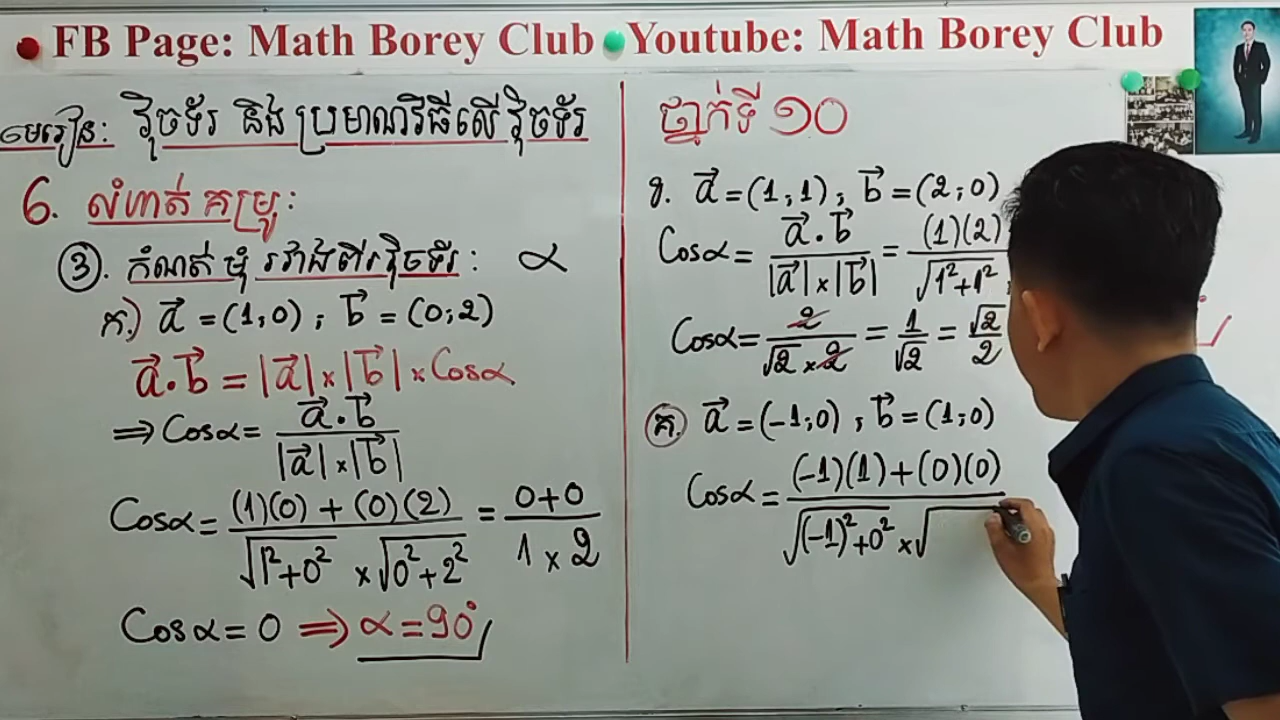 FB Page: Math Borey Club Youtube: Math Borey Club
មេរៀន: វ៉ិចទ័រ និង ប្រមាណវិធីលើ វ៉ិចទ័រ
6. លំហាត់ គម្រូ:
③. កំណត់ មុំ រវាងពីរវ៉ិចទ័រ: α
ក.) a⃗ = (1,0) ; b⃗ = (0;2)
a⃗ . b⃗ = |a⃗| × |b⃗| × Cosα
⟹ Cosα = a⃗ . b⃗ / |a⃗| × |b⃗|
Cosα = (1)(0) + (0)(2) / √1²+0² × √0²+2² = 0+0 / 1 × 2
Cosα = 0 ⟹ α = 90°
ថ្នាក់ទី ១០
ខ. a⃗ = (1,1) ; b⃗ = (2;0)
Cosα = a⃗ . b⃗ / |a⃗| × |b⃗| = (1)(2) / √1²+1²
Cosα = 2 / √2 × 2 = 1/√2 = √2/2
គ. a⃗ = (-1;0) , b⃗ = (1;0)
Cosα = (-1)(1) + (0)(0) / √(-1)²+0² × √